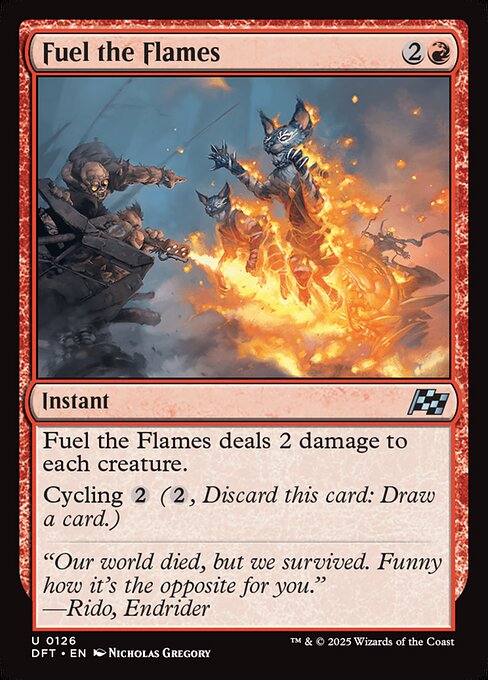 Fuel the Flames 2
Instant
Fuel the Flames deals 2 damage to
each creature.
Cycling 2 (2, Discard this card: Draw
a card.)
“Our world died, but we survived. Funny
how it's the opposite for you.”
—Rido, Endrider
U 0126
DFT • EN Nicholas Gregory
™ & © 2025 Wizards of the Coast